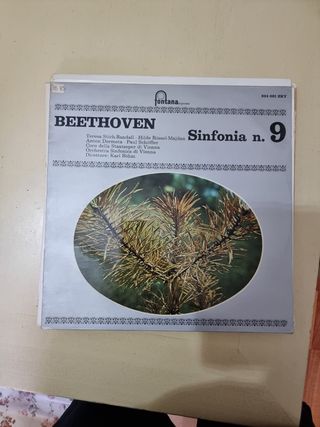 fontana
BEETHOVEN
Teresa Stich-Randall - Hilde Rössel-Majdan
Anton Dermota - Paul Schöffler
Coro della Staatsoper di Vienna
Orchestra Sinfonica di Vienna
Direttore: Karl Böhm
Sinfonia n. 9